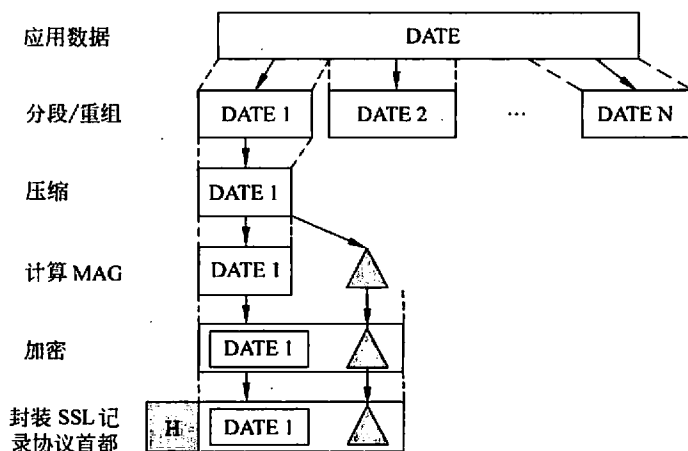 应用数据
DATE
分段/重组
DATE 1
DATE 2
...
DATE N
压缩
DATE 1
计算 MAG
DATE 1
加密
DATE 1
封装 SSL 记
录协议首都
H
DATE 1